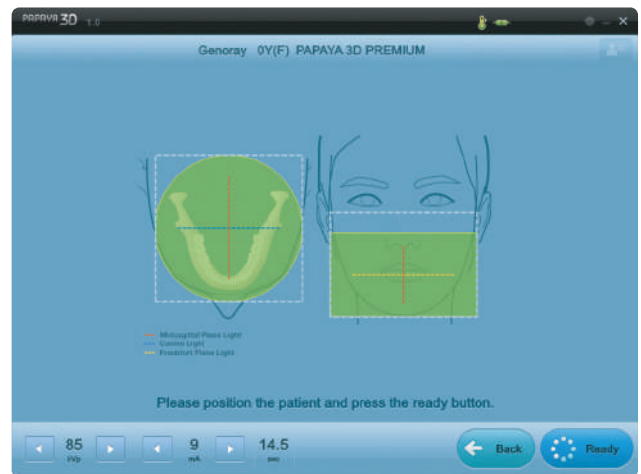 PAPAYA 3D 1.0
Genoray 0Y(F) PAPAYA 3D PREMIUM
Midsagittal Plane Light
Canine Light
Frankfurt Plane Light
Please position the patient and press the ready button.
85 kVp
9 mA
14.5 sec
Back
Ready